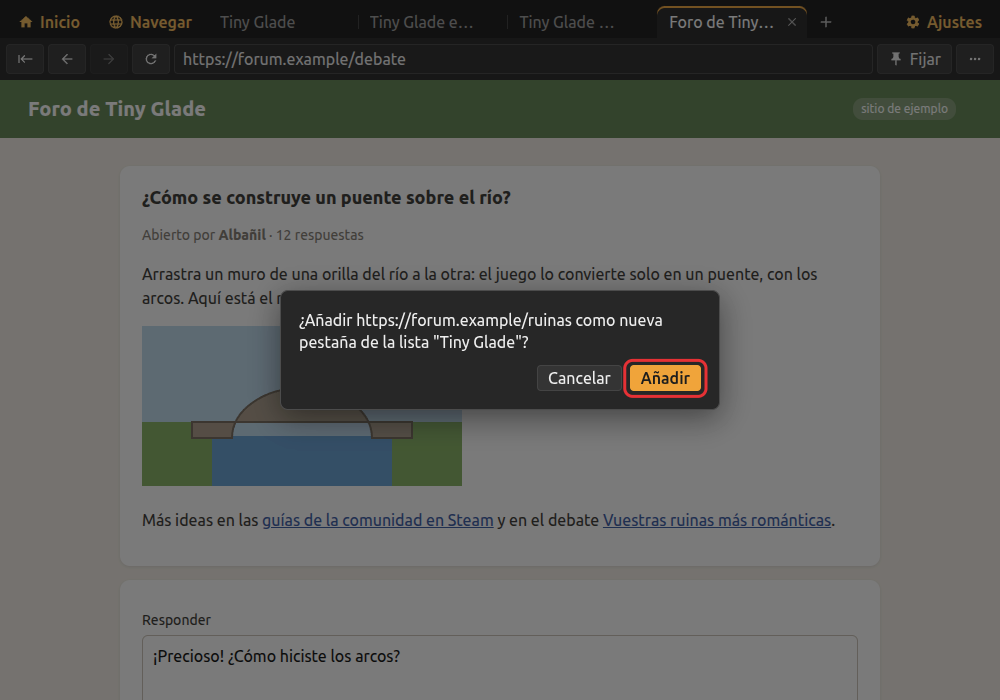 Inicio Navegar Tiny Glade Tiny Glade e... Tiny Glade ... Foro de Tiny... Ajustes
https://forum.example/debate Fijar
Foro de Tiny Glade sitio de ejemplo
¿Cómo se construye un puente sobre el río?
Abierto por Albañil · 12 respuestas
Arrastra un muro de una orilla del río a la otra: el juego lo convierte solo en un puente, con los
arcos. Aquí está el
¿Añadir https://forum.example/ruinas como nueva
pestaña de la lista "Tiny Glade"?
Cancelar Añadir
Más ideas en las guías de la comunidad en Steam y en el debate Vuestras ruinas más románticas.
Responder
¡Precioso! ¿Cómo hiciste los arcos?